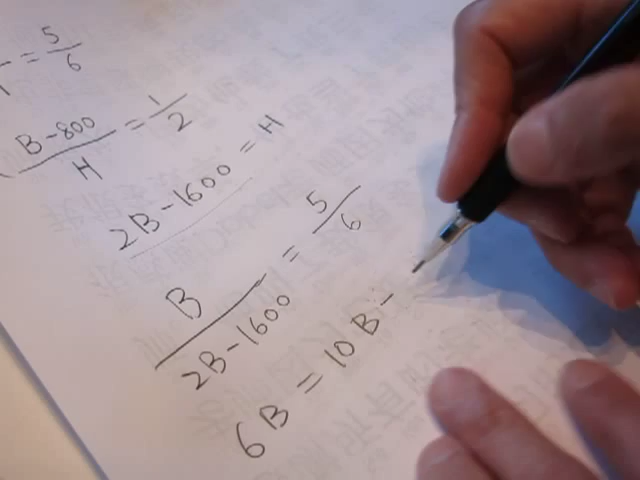 = 5/6
B-800/H = 1/2
2B-1600 = H
B/2B-1600 = 5/6
6B = 10B-